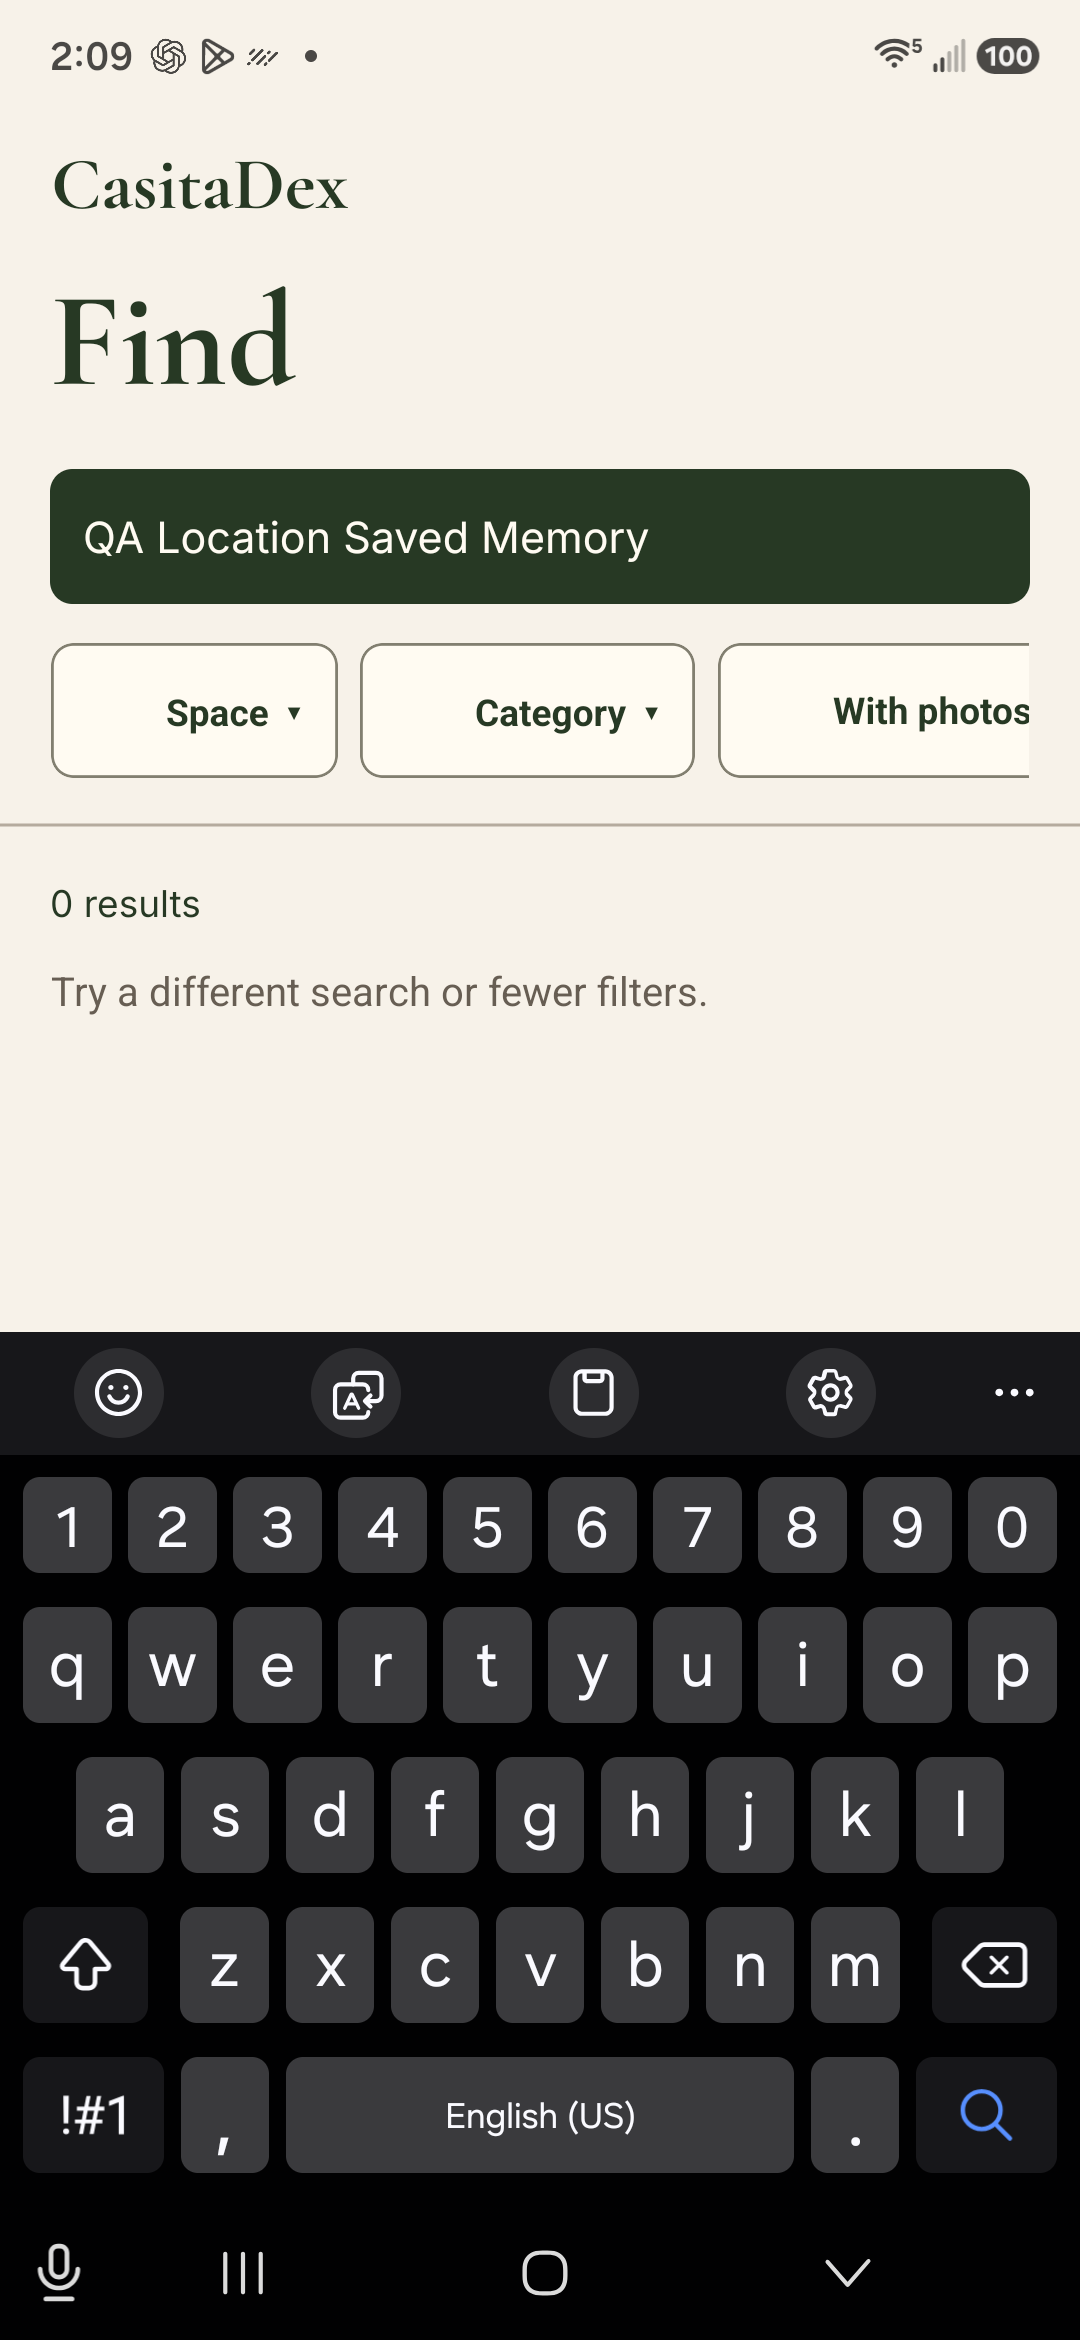 2:09
5
100
CasitaDex
Find
QA Location Saved Memory
Space ▼ Category ▼ With photos
0 results
Try a different search or fewer filters.
A
1 2 3 4 5 6 7 8 9 0
q w e r t y u i o p
a s d f g h j k l
z x c v b n m
!#1 , English (US) .